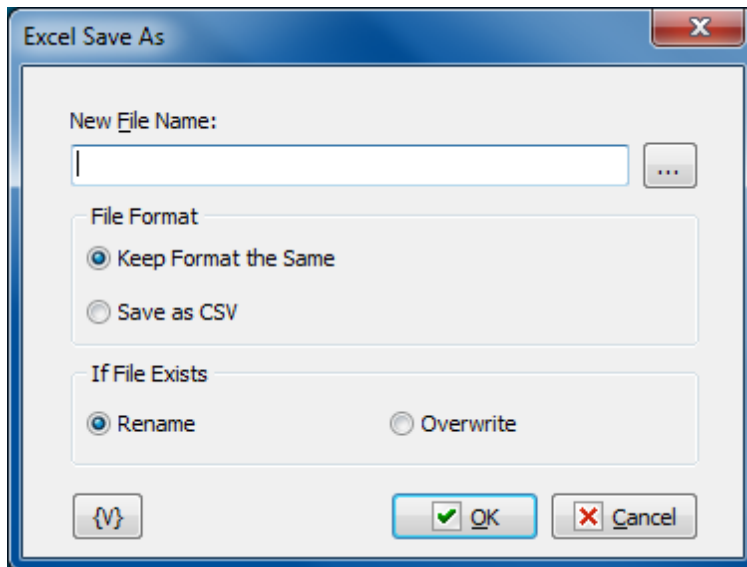 Excel Save As
New File Name:
...
File Format
Keep Format the Same
Save as CSV
If File Exists
Rename Overwrite
{V} OK Cancel